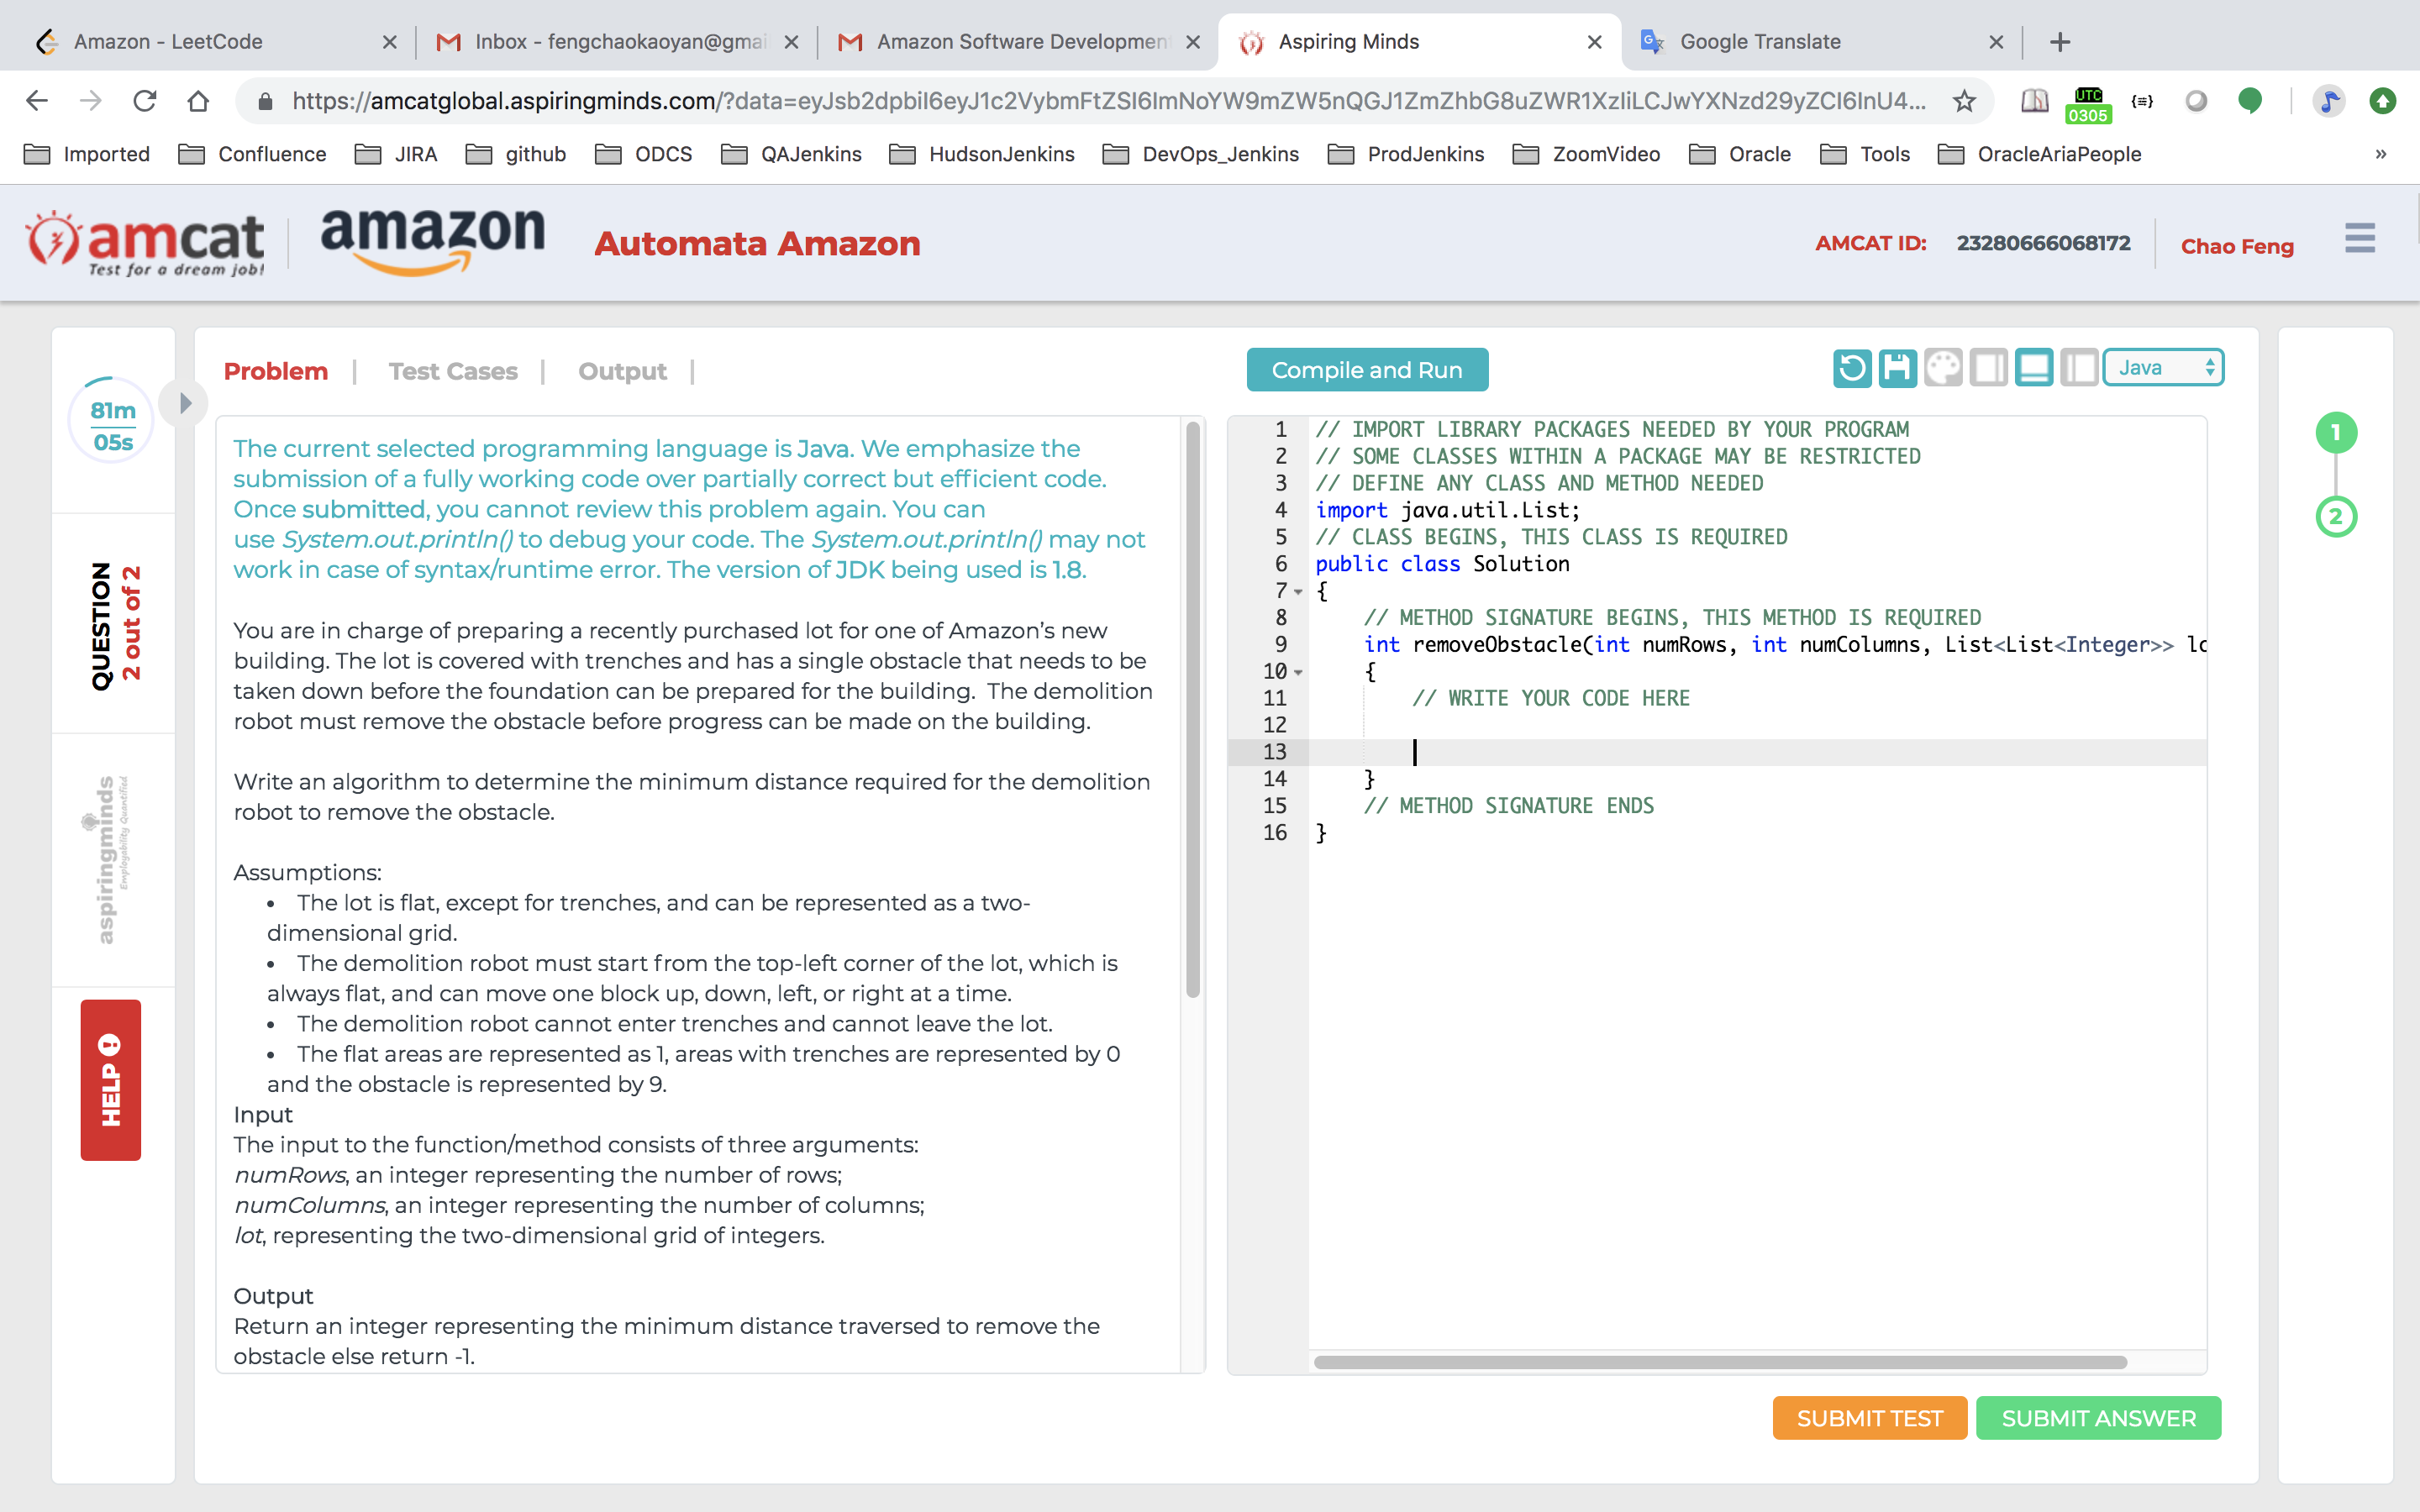 Amazon - LeetCode
Inbox - fengchaokaoyan@gmai
Amazon Software Developmen
Aspiring Minds
Google Translate
https://amcatglobal.aspiringminds.com/?data=eyJsb2dpbiI6eyJ1c2VybmFtZSI6ImNoYW9mZW5nQGJ1ZmZhbG8uZWR1XzIiLCJwYXNzd29yZCI6InU4...
UTC
0305
Imported
Confluence
JIRA
github
ODCS
QAJenkins
HudsonJenkins
DevOps_Jenkins
ProdJenkins
ZoomVideo
Oracle
Tools
OracleAriaPeople
»
amcat
Test for a dream job!
amazon
Automata Amazon
AMCAT ID: 23280666068172
Chao Feng
81m
05s
QUESTION
2 out of 2
aspiringminds
Employability Quantified
HELP
Problem | Test Cases | Output |
Compile and Run
Java
The current selected programming language is Java. We emphasize the
submission of a fully working code over partially correct but efficient code.
Once submitted, you cannot review this problem again. You can
use System.out.println() to debug your code. The System.out.println() may not
work in case of syntax/runtime error. The version of JDK being used is 1.8.
You are in charge of preparing a recently purchased lot for one of Amazon’s new
building. The lot is covered with trenches and has a single obstacle that needs to be
taken down before the foundation can be prepared for the building. The demolition
robot must remove the obstacle before progress can be made on the building.
Write an algorithm to determine the minimum distance required for the demolition
robot to remove the obstacle.
Assumptions:
• The lot is flat, except for trenches, and can be represented as a two-
dimensional grid.
• The demolition robot must start from the top-left corner of the lot, which is
always flat, and can move one block up, down, left, or right at a time.
• The demolition robot cannot enter trenches and cannot leave the lot.
• The flat areas are represented as 1, areas with trenches are represented by 0
and the obstacle is represented by 9.
Input
The input to the function/method consists of three arguments:
numRows, an integer representing the number of rows;
numColumns, an integer representing the number of columns;
lot, representing the two-dimensional grid of integers.
Output
Return an integer representing the minimum distance traversed to remove the
obstacle else return -1.
1 // IMPORT LIBRARY PACKAGES NEEDED BY YOUR PROGRAM
2 // SOME CLASSES WITHIN A PACKAGE MAY BE RESTRICTED
3 // DEFINE ANY CLASS AND METHOD NEEDED
4 import java.util.List;
5 // CLASS BEGINS, THIS CLASS IS REQUIRED
6 public class Solution
7 {
8 // METHOD SIGNATURE BEGINS, THIS METHOD IS REQUIRED
9 int removeObstacle(int numRows, int numColumns, List<List<Integer>> lo
10 {
11 // WRITE YOUR CODE HERE
12
13
14 }
15 // METHOD SIGNATURE ENDS
16 }
SUBMIT TEST
SUBMIT ANSWER
1
2